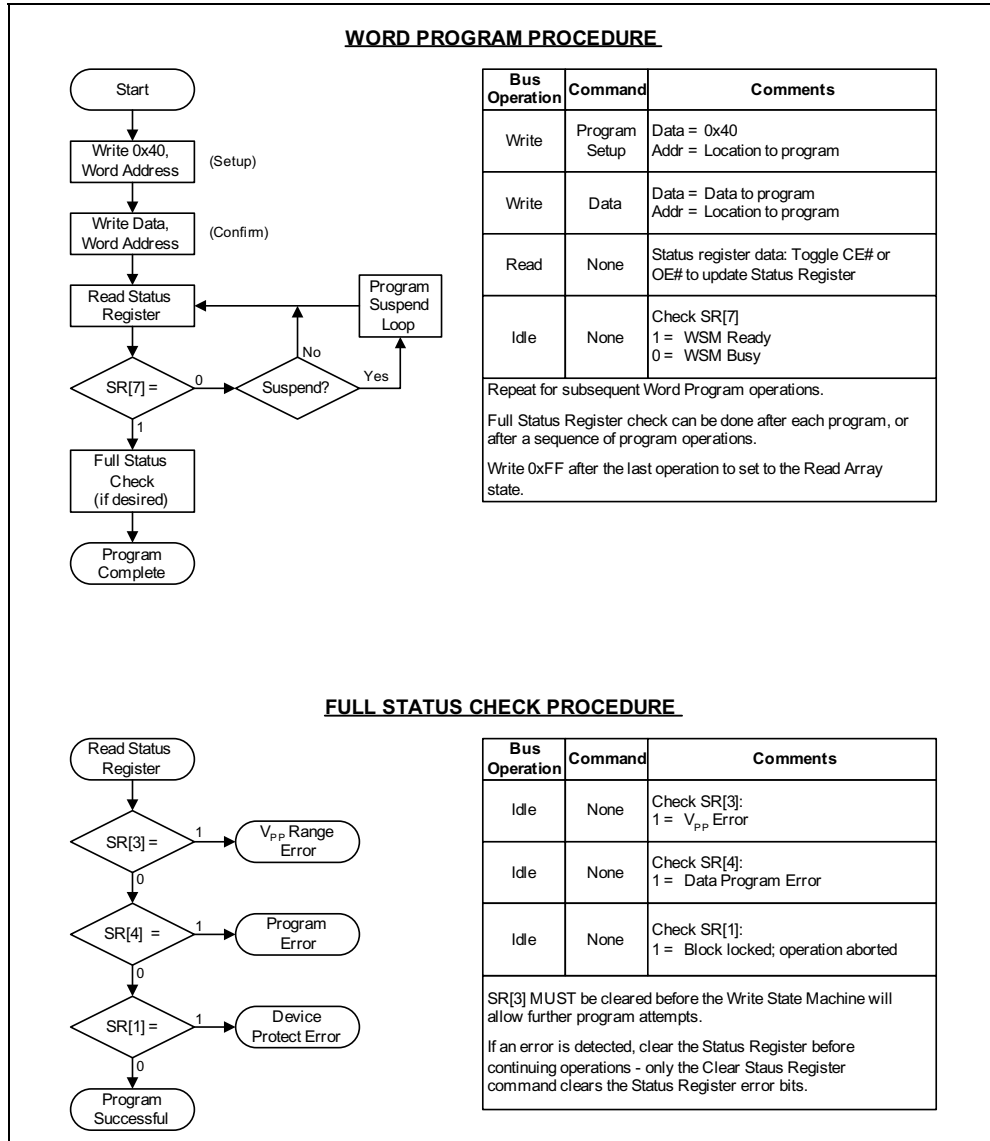 WORD PROGRAM PROCEDURE
Start
Write 0x40,
Word Address
(Setup)
Write Data,
Word Address
(Confirm)
Read Status
Register
Program
Suspend
Loop
No
Yes
SR[7] =
0
Suspend?
1
Full Status
Check
(if desired)
Program
Complete
Bus
Operation
Command
Comments
Write
Program
Setup
Data = 0x40
Addr = Location to program
Write
Data
Data = Data to program
Addr = Location to program
Read
None
Status register data: Toggle CE# or
OE# to update Status Register
Idle
None
Check SR[7]
1 = WSM Ready
0 = WSM Busy
Repeat for subsequent Word Program operations.
Full Status Register check can be done after each program, or
after a sequence of program operations.
Write 0xFF after the last operation to set to the Read Array
state.
FULL STATUS CHECK PROCEDURE
Read Status
Register
SR[3] =
1
VPP Range
Error
0
SR[4] =
1
Program
Error
0
SR[1] =
1
Device
Protect Error
0
Program
Successful
Bus
Operation
Command
Comments
Idle
None
Check SR[3]:
1 = VPP Error
Idle
None
Check SR[4]:
1 = Data Program Error
Idle
None
Check SR[1]:
1 = Block locked; operation aborted
SR[3] MUST be cleared before the Write State Machine will
allow further program attempts.
If an error is detected, clear the Status Register before
continuing operations - only the Clear Staus Register
command clears the Status Register error bits.